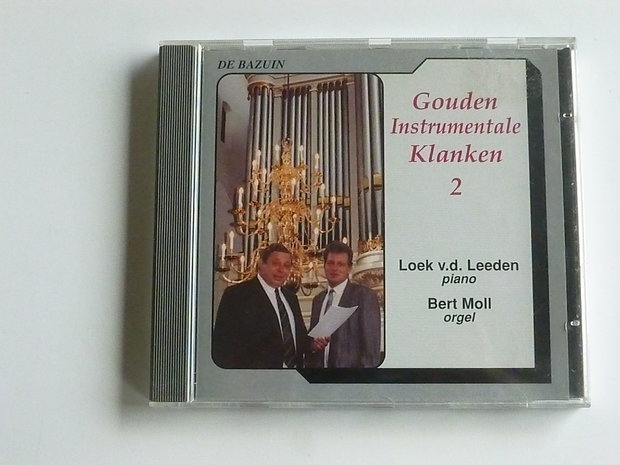 DE BAZUIN
Gouden
Instrumentale
Klanken
2
Loek v.d. Leeden
piano
Bert Moll
orgel